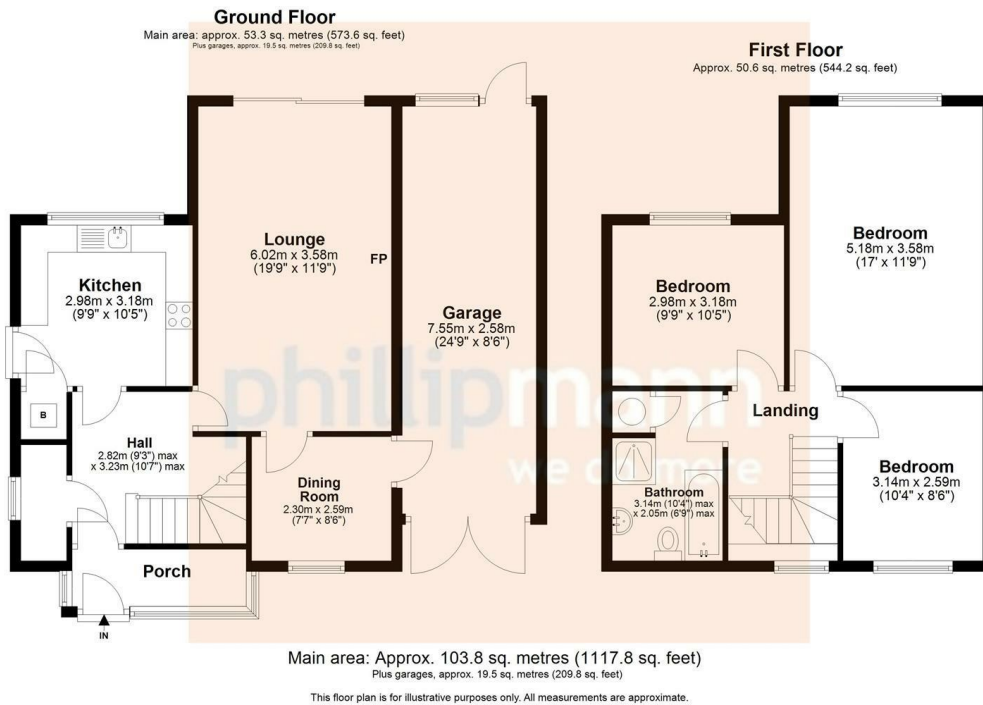 Ground Floor
Main area: approx. 53.3 sq. metres (573.6 sq. feet)
Plus garages, approx. 19.5 sq. metres (209.8 sq. feet)
First Floor
Approx. 50.6 sq. metres (544.2 sq. feet)
Lounge
6.02m x 3.58m
(19'9" x 11'9")
FP
Kitchen
2.98m x 3.18m
(9'9" x 10'5")
Garage
7.55m x 2.58m
(24'9" x 8'6")
B
Hall
2.82m (9'3") max
x 3.23m (10'7") max
Dining
Room
2.30m x 2.59m
(7'7" x 8'6")
Porch
IN
Bedroom
5.18m x 3.58m
(17' x 11'9")
Bedroom
2.98m x 3.18m
(9'9" x 10'5")
Landing
Bedroom
3.14m x 2.59m
(10'4" x 8'6")
Bathroom
3.14m (10'4") max
x 2.05m (6'9") max
phillipmann
we do more
Main area: Approx. 103.8 sq. metres (1117.8 sq. feet)
Plus garages, approx. 19.5 sq. metres (209.8 sq. feet)
This floor plan is for illustrative purposes only. All measurements are approximate.